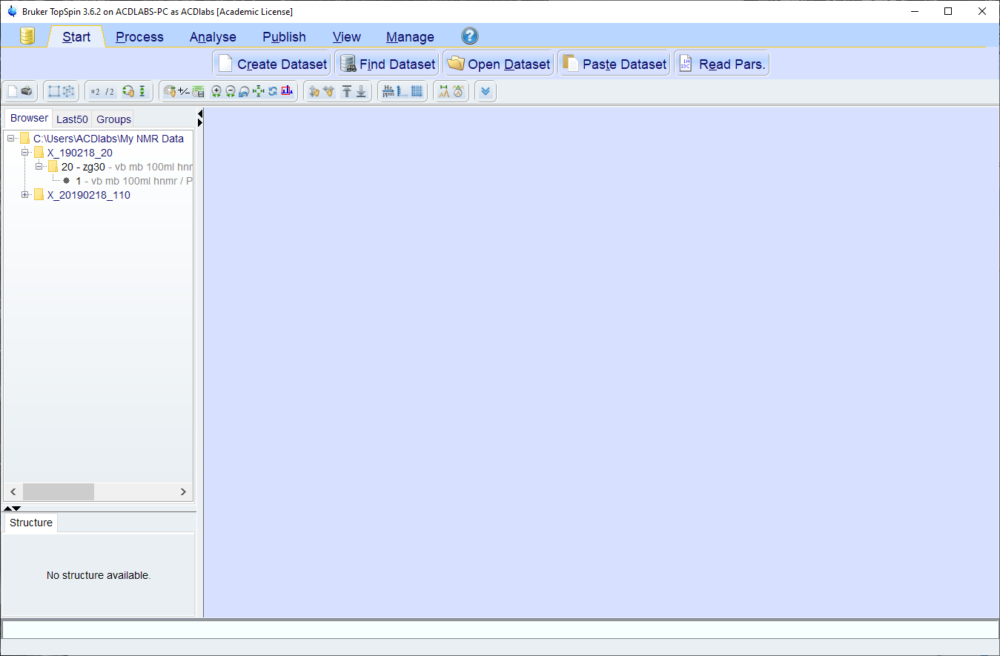 Bruker TopSpin 3.6.2 on ACDLABS-PC as ACDlabs [Academic License]
Start Process Analyse Publish View Manage ?
Create Dataset Find Dataset Open Dataset Paste Dataset Read Pars.
*2 /2 +/- Hz ppm
Browser Last50 Groups
C:\Users\ACDlabs\My NMR Data
X_190218_20
20 - zg30 - vb mb 100ml hnr
1 - vb mb 100ml hnmr / P
X_20190218_110
Structure
No structure available.